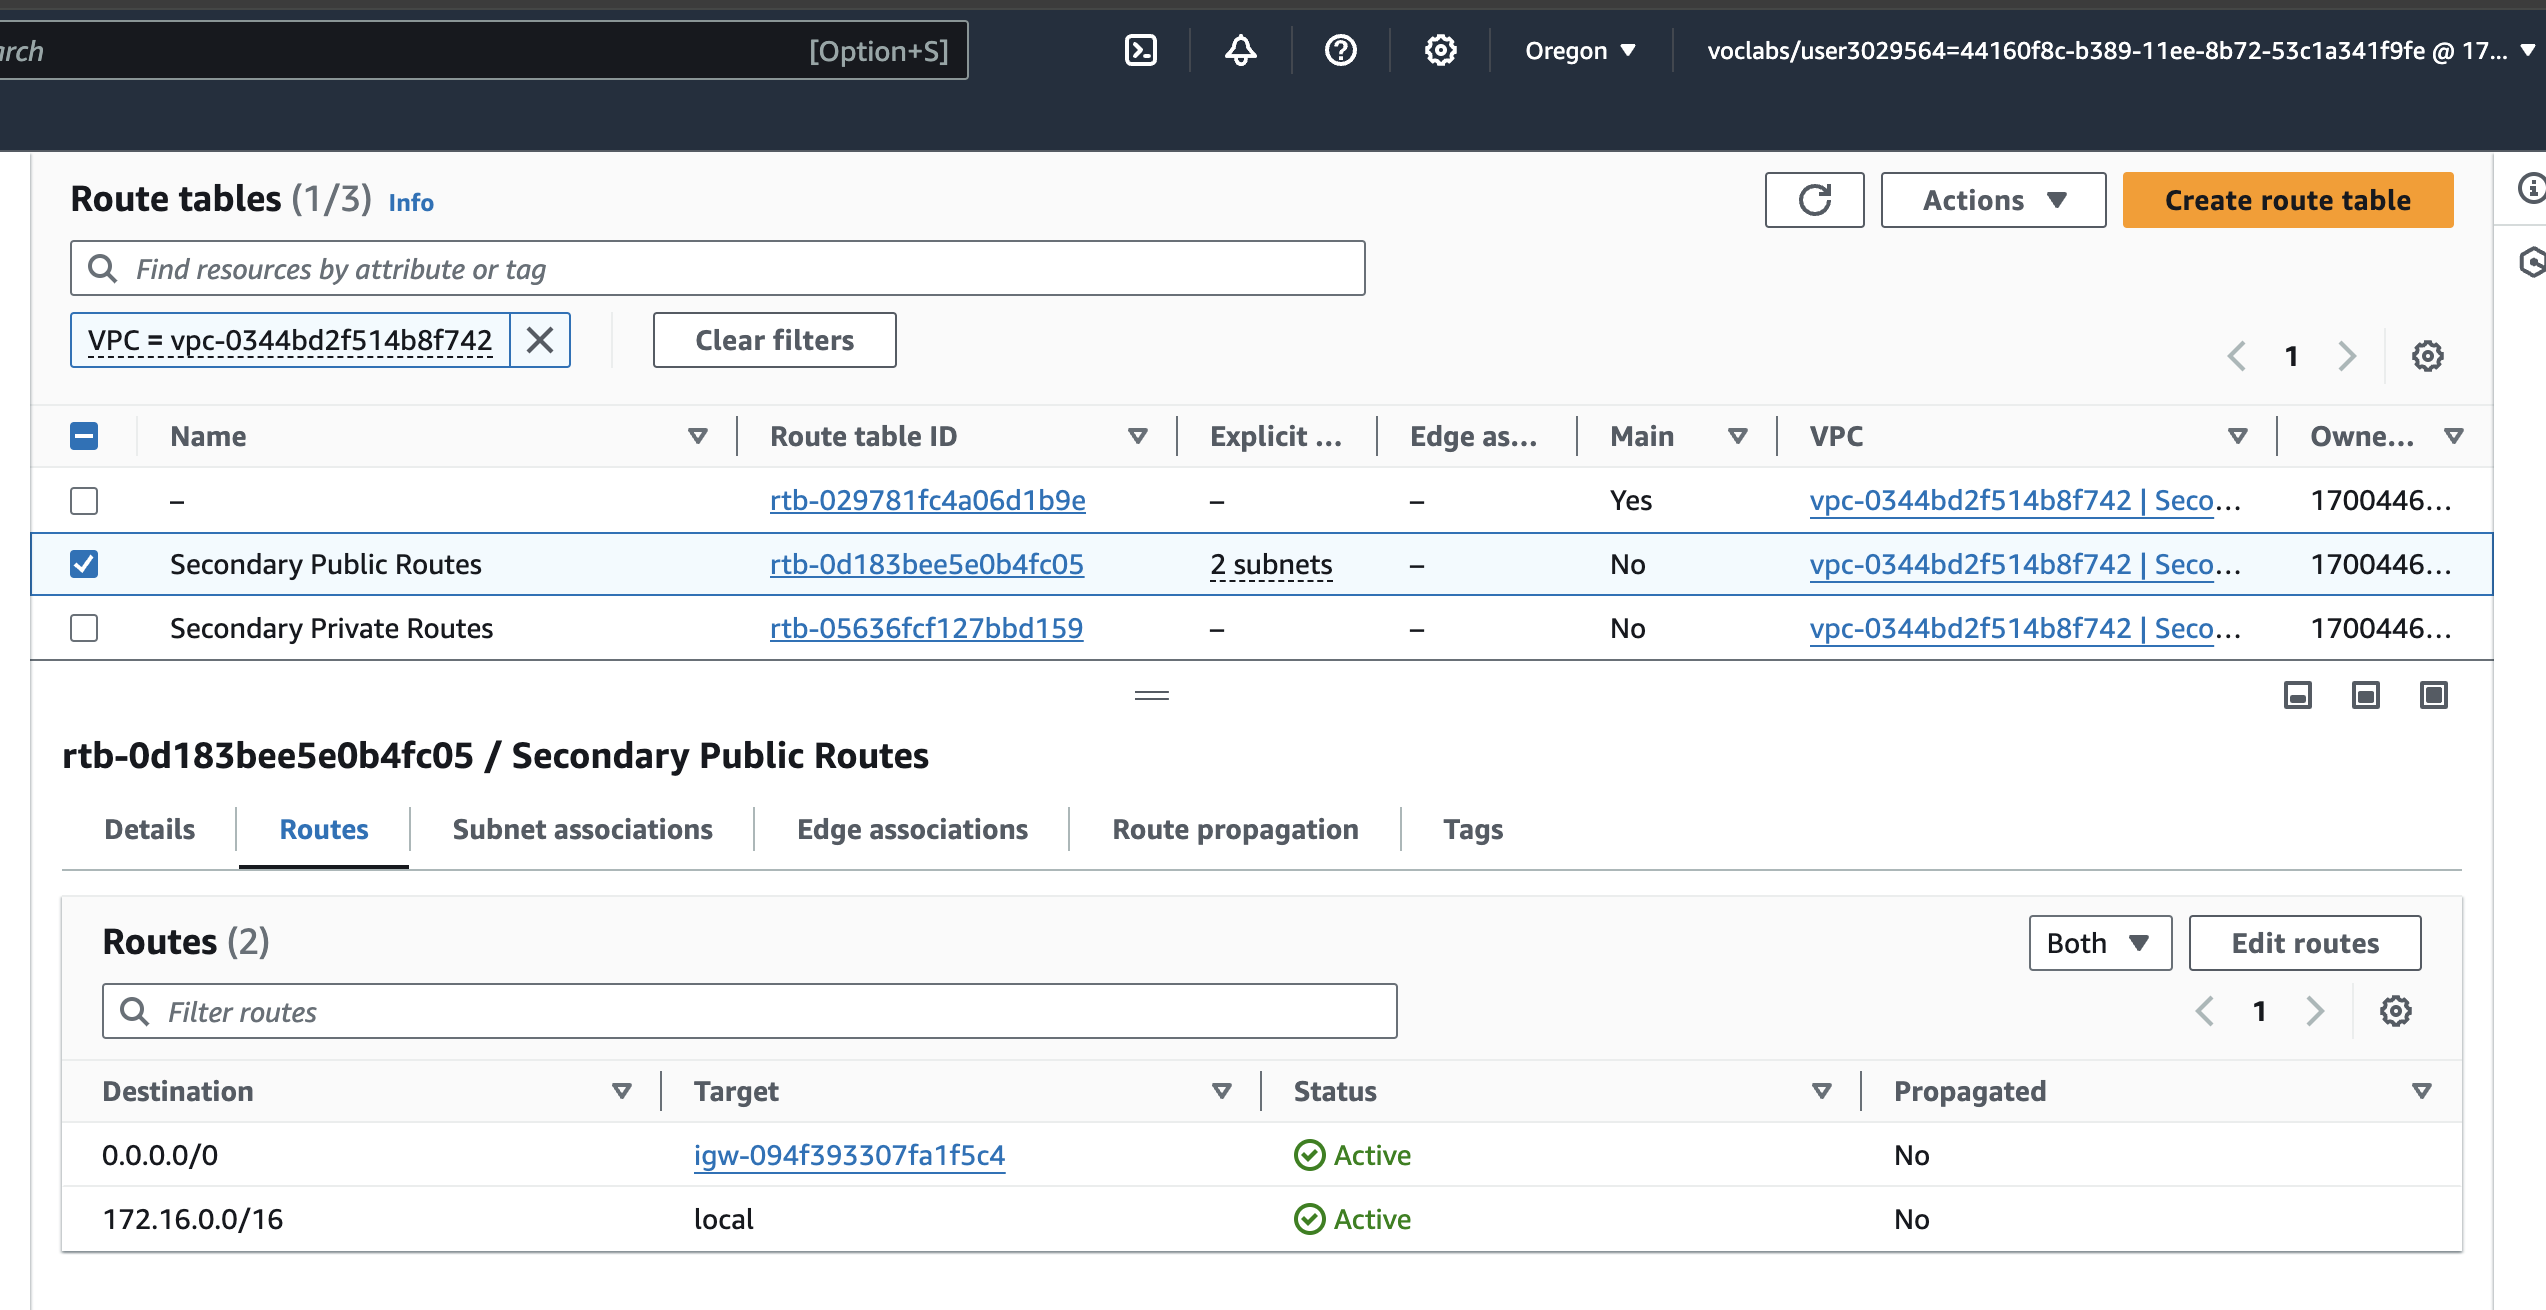 arch [Option+S] Oregon voclabs/user3029564=44160f8c-b389-11ee-8b72-53c1a341f9fe @ 17...
Route tables (1/3) Info Actions Create route table
Find resources by attribute or tag
VPC = vpc-0344bd2f514b8f742 Clear filters 1
Name Route table ID Explicit ... Edge as... Main VPC Owne...
– rtb-029781fc4a06d1b9e – – Yes vpc-0344bd2f514b8f742 | Seco... 1700446...
Secondary Public Routes rtb-0d183bee5e0b4fc05 2 subnets – No vpc-0344bd2f514b8f742 | Seco... 1700446...
Secondary Private Routes rtb-05636fcf127bbd159 – – No vpc-0344bd2f514b8f742 | Seco... 1700446...
rtb-0d183bee5e0b4fc05 / Secondary Public Routes
Details Routes Subnet associations Edge associations Route propagation Tags
Routes (2) Both Edit routes
Filter routes 1
Destination Target Status Propagated
0.0.0.0/0 igw-094f393307fa1f5c4 Active No
172.16.0.0/16 local Active No